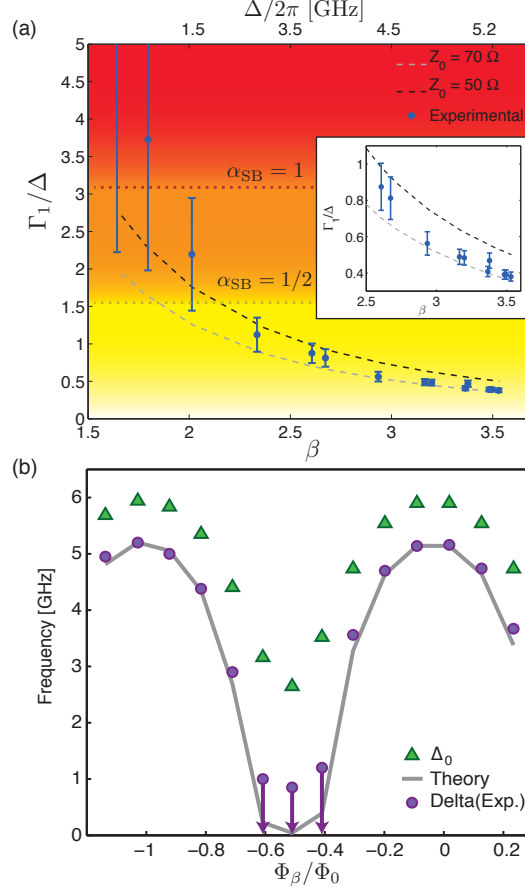 (a)
Δ/2π [GHz]
1.5 3 4.5 5.2
5
4.5
4
3.5
3
2.5
2
1.5
1
0.5
0
Γ₁/Δ
Z₀ = 70 Ω
Z₀ = 50 Ω
Experimental
α_SB = 1
α_SB = 1/2
1
0.8
0.6
0.4
Γ₁/Δ
2.5 3 3.5
β
1.5 2 2.5 3 3.5
β
(b)
6
5
4
3
2
1
0
Frequency [GHz]
Δ₀
Theory
Delta(Exp.)
−1 −0.8 −0.6 −0.4 −0.2 0 0.2
Φ_β/Φ₀